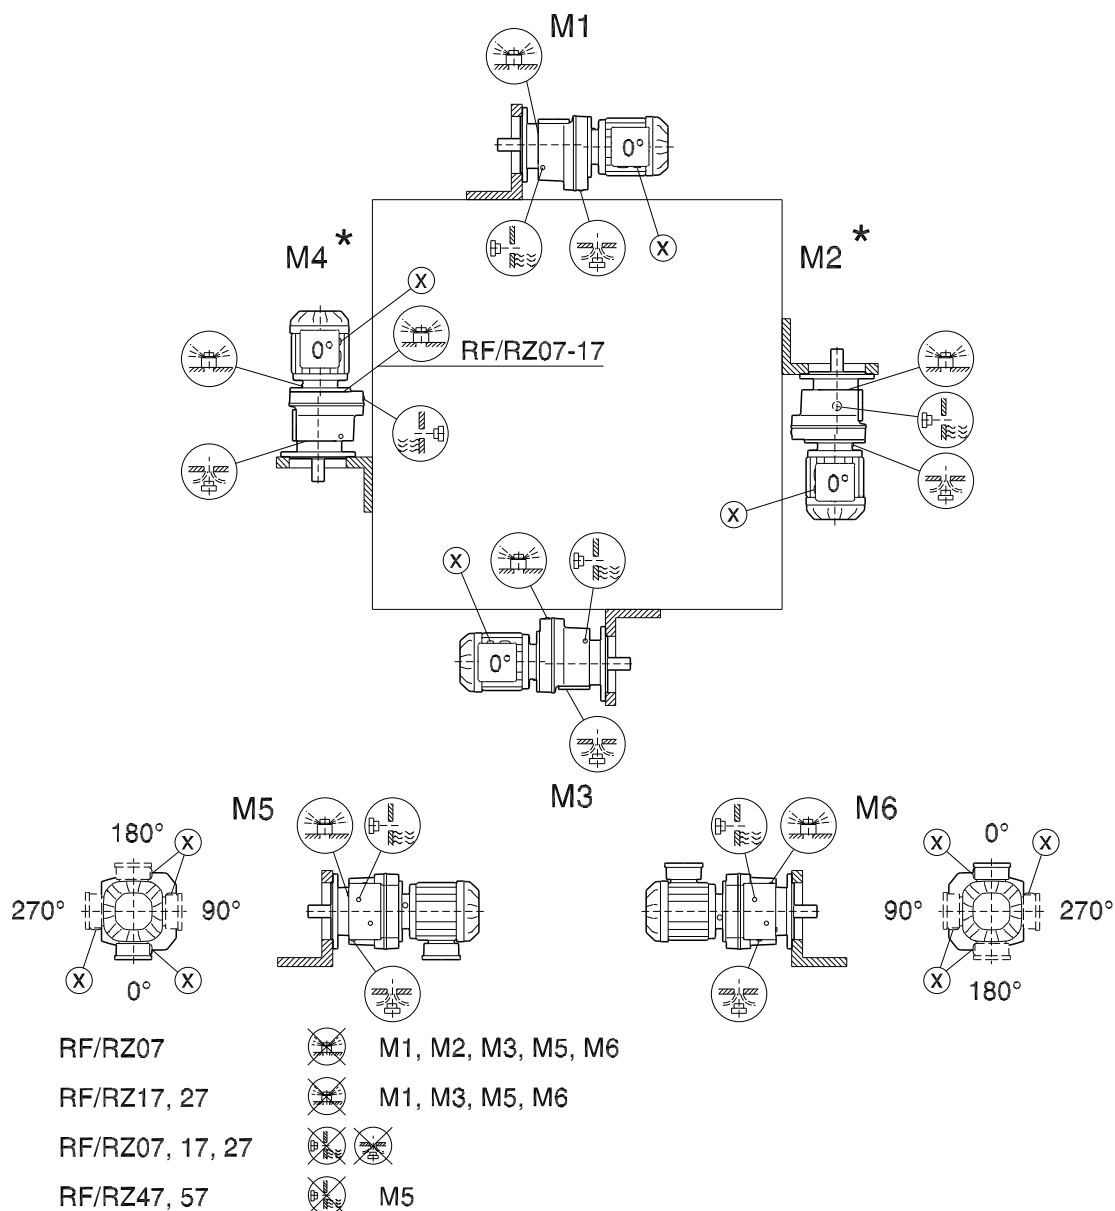 M1
0°
X
M4 *
M2 *
X
0°
RF/RZ07-17
0°
X
X
0°
M3
M5
M6
180°
X
270°
90°
X
X
0°
X
0°
X
90°
270°
X
180°
RF/RZ07 M1, M2, M3, M5, M6
RF/RZ17, 27 M1, M3, M5, M6
RF/RZ07, 17, 27
RF/RZ47, 57 M5